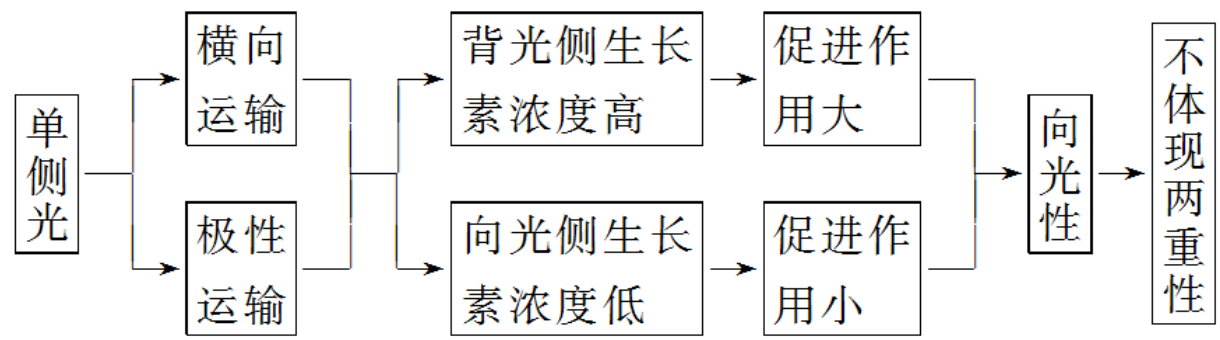 单侧光
横向
运输
极性
运输
背光侧生长
素浓度高
向光侧生长
素浓度低
促进作
用大
促进作
用小
向光性
不体现两重性